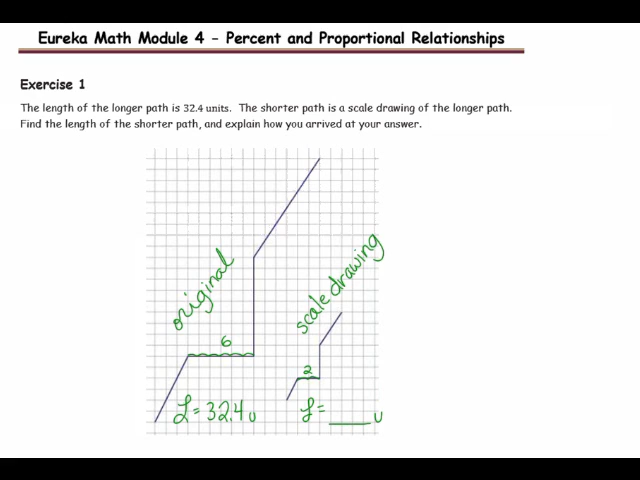 Eureka Math Module 4 – Percent and Proportional Relationships
Exercise 1
The length of the longer path is 32.4 units. The shorter path is a scale drawing of the longer path.
Find the length of the shorter path, and explain how you arrived at your answer.
original
scale drawing
6
2
L = 32.4 u
L = ____ u